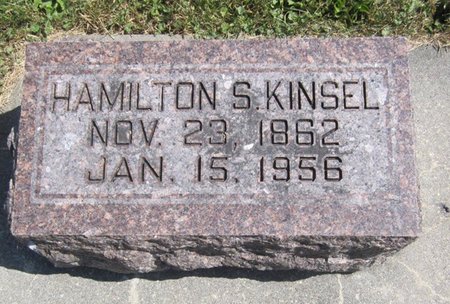 HAMILTON S. KINSEL
NOV. 23, 1862
JAN. 15, 1956